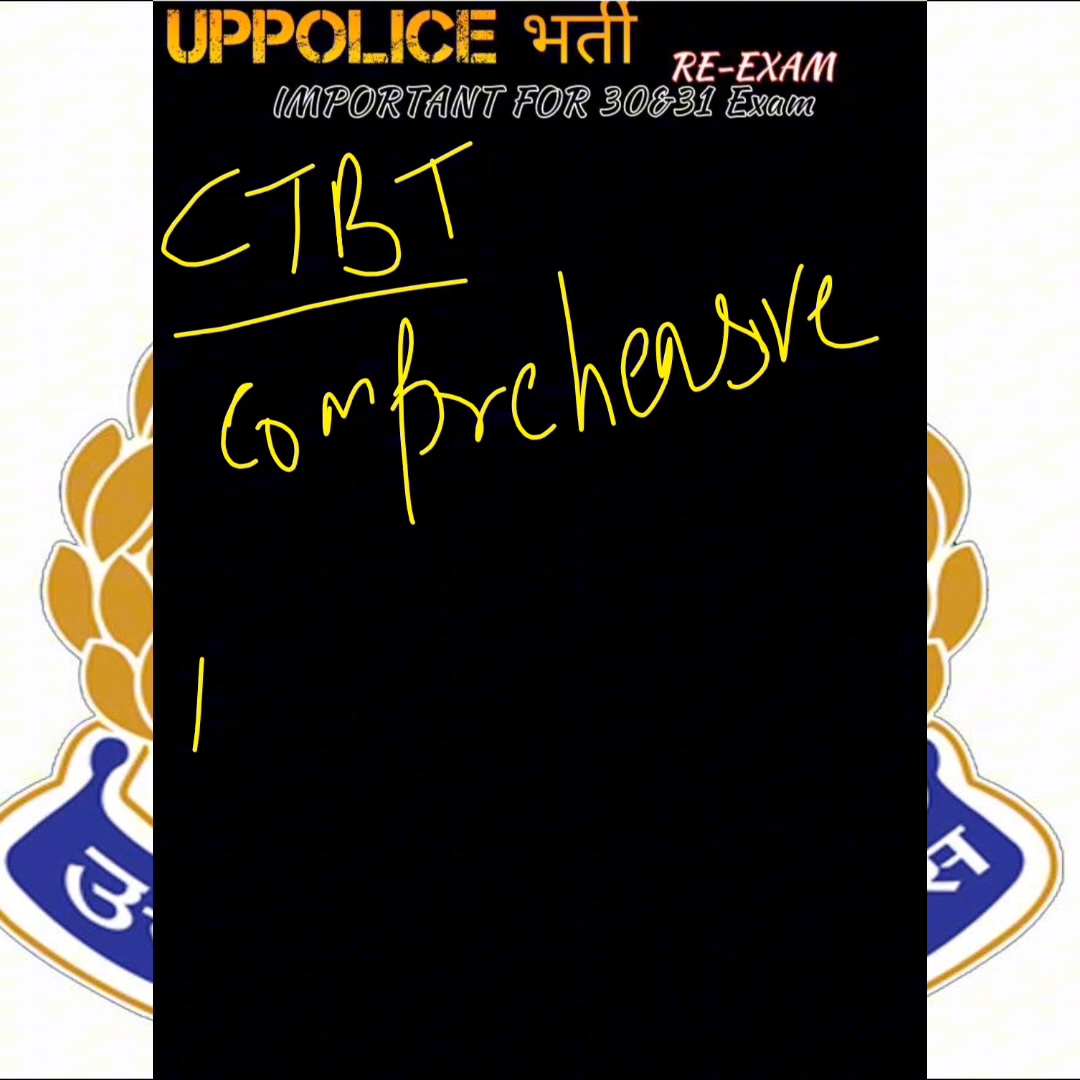 UPPOLICE भर्ती
RE-EXAM
IMPORTANT FOR 30&31 Exam
CTBT
Comprehensive